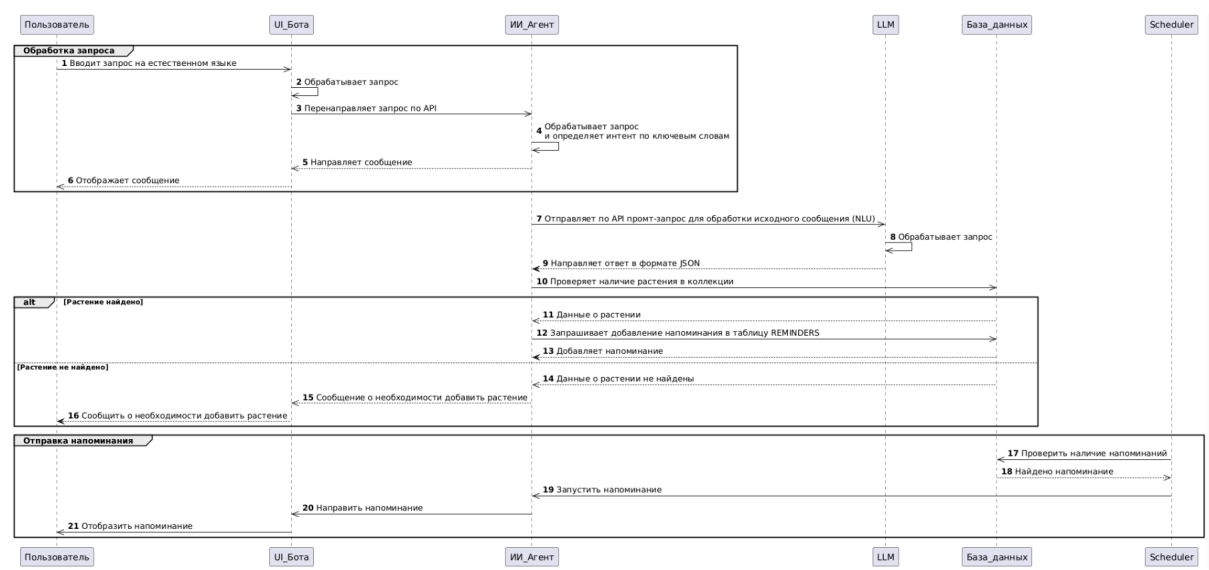 Пользователь UI_Бота ИИ_Агент LLM База_данных Scheduler
Обработка запроса
1 Вводит запрос на естественном языке
2 Обрабатывает запрос
3 Перенаправляет запрос по API
4 Обрабатывает запрос
и определяет интент по ключевым словам
5 Направляет сообщение
6 Отображает сообщение
7 Отправляет по API промт-запрос для обработки исходного сообщения (NLU)
8 Обрабатывает запрос
9 Направляет ответ в формате JSON
10 Проверяет наличие растения в коллекции
alt [Растение найдено]
11 Данные о растении
12 Запрашивает добавление напоминания в таблицу REMINDERS
13 Добавляет напоминание
[Растение не найдено]
14 Данные о растении не найдены
15 Сообщение о необходимости добавить растение
16 Сообщить о необходимости добавить растение
Отправка напоминания
17 Проверить наличие напоминаний
18 Найдено напоминание
19 Запустить напоминание
20 Направить напоминание
21 Отобразить напоминание
Пользователь UI_Бота ИИ_Агент LLM База_данных Scheduler